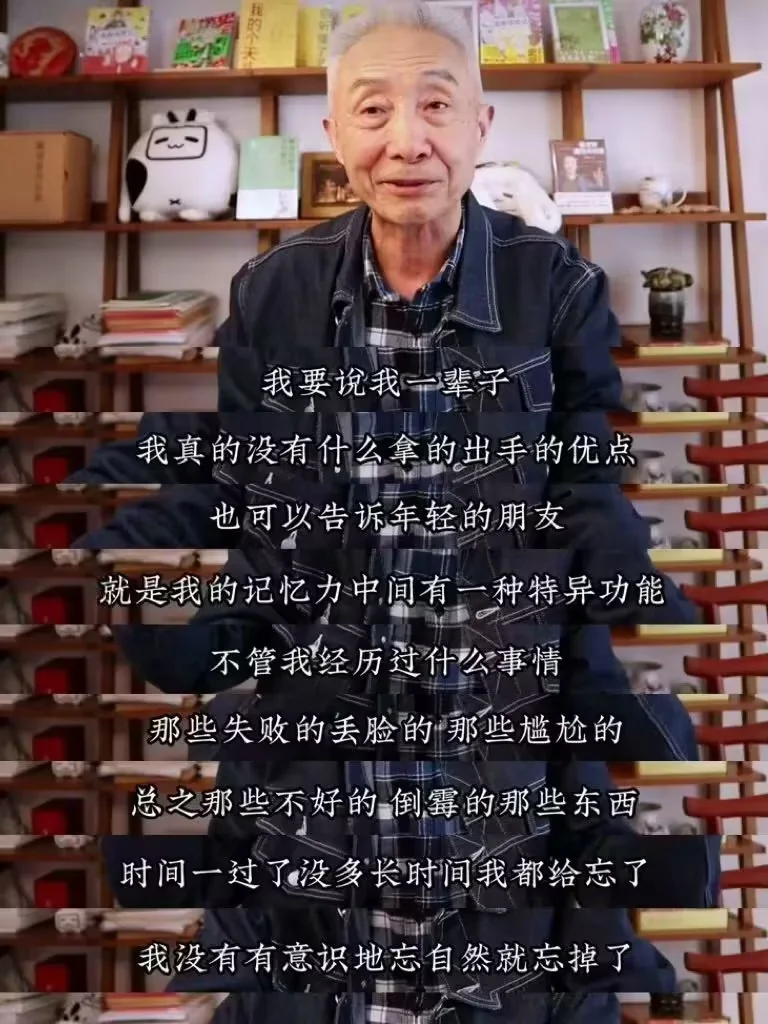 我的个天
我要说我一辈子
我真的没有什么拿的出手的优点
也可以告诉年轻的朋友
就是我的记忆力中间有一种特异功能
不管我经历过什么事情
那些失败的丢脸的 那些尴尬的
总之那些不好的 倒霉的那些东西
时间一过了没多长时间我都给忘了
我没有有意识地忘自然就忘掉了